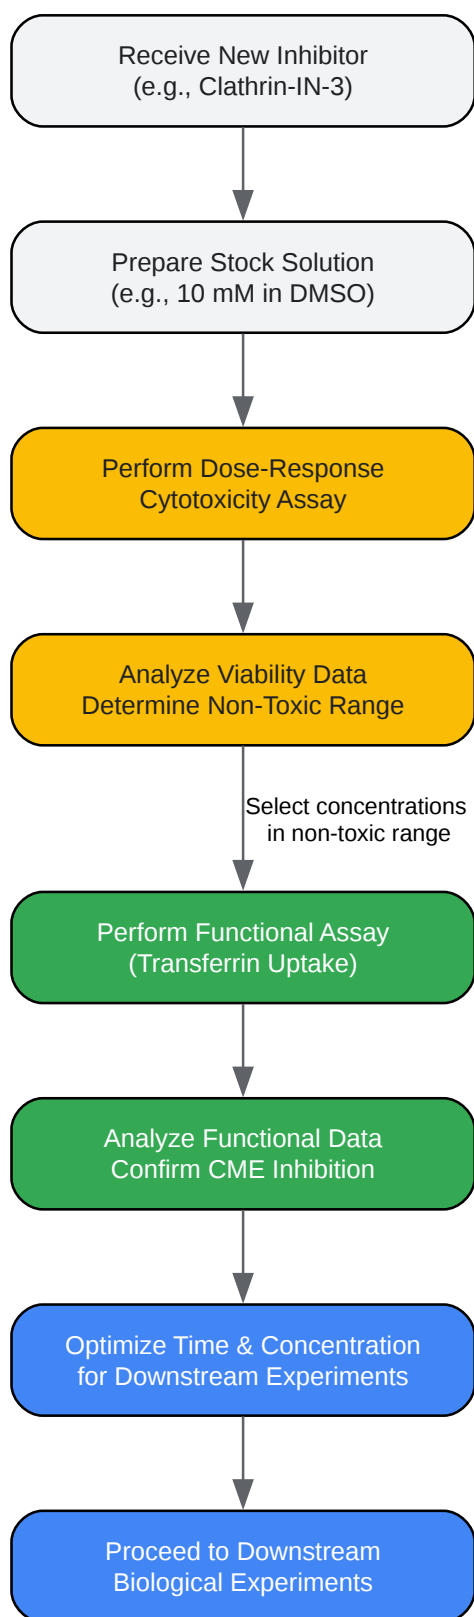 Receive New Inhibitor
(e.g., Clathrin-IN-3)
Prepare Stock Solution
(e.g., 10 mM in DMSO)
Perform Dose-Response
Cytotoxicity Assay
Analyze Viability Data
Determine Non-Toxic Range
Select concentrations
in non-toxic range
Perform Functional Assay
(Transferrin Uptake)
Analyze Functional Data
Confirm CME Inhibition
Optimize Time & Concentration
for Downstream Experiments
Proceed to Downstream
Biological Experiments